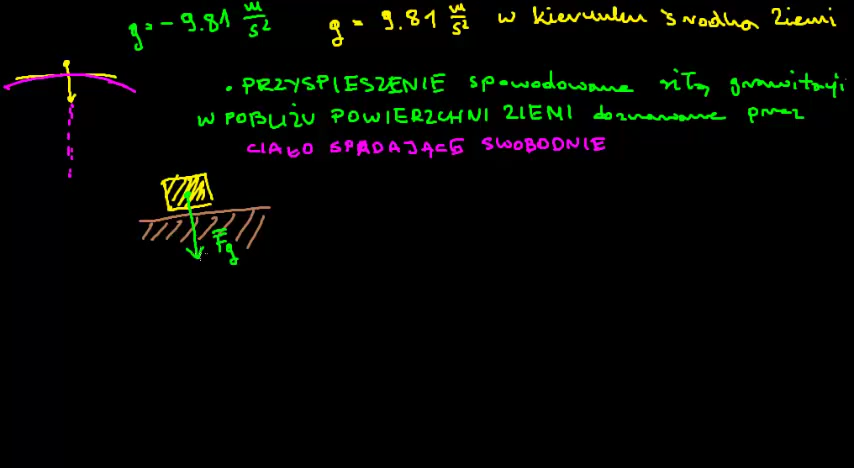 g = -9.81 m/s² g = 9.81 m/s² w kierunku środka Ziemi
• PRZYSPIESZENIE spowodowane siłą grawitacji
W POBLIŻU POWIERZCHNI ZIEMI doznawane przez
CIAŁO SPADAJĄCE SWOBODNIE
F⃗g